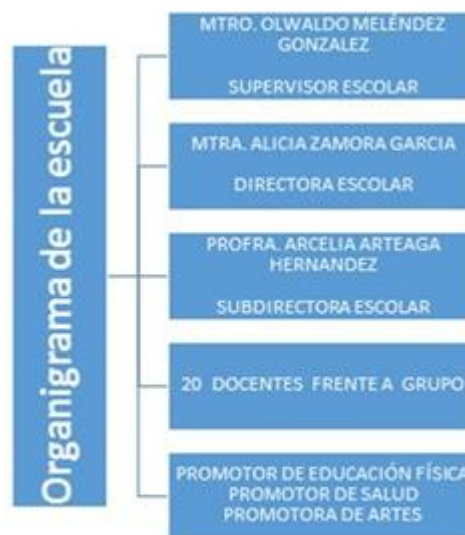 Organigrama de la escuela
MTRO. OLWALDO MELÉNDEZ
GONZALEZ
SUPERVISOR ESCOLAR
MTRA. ALICIA ZAMORA GARCIA
DIRECTORA ESCOLAR
PROFRA. ARCELIA ARTEAGA
HERNANDEZ
SUBDIRECTORA ESCOLAR
20 DOCENTES FRENTE A GRUPO
PROMOTOR DE EDUCACIÓN FÍSICA
PROMOTOR DE SALUD
PROMOTORA DE ARTES